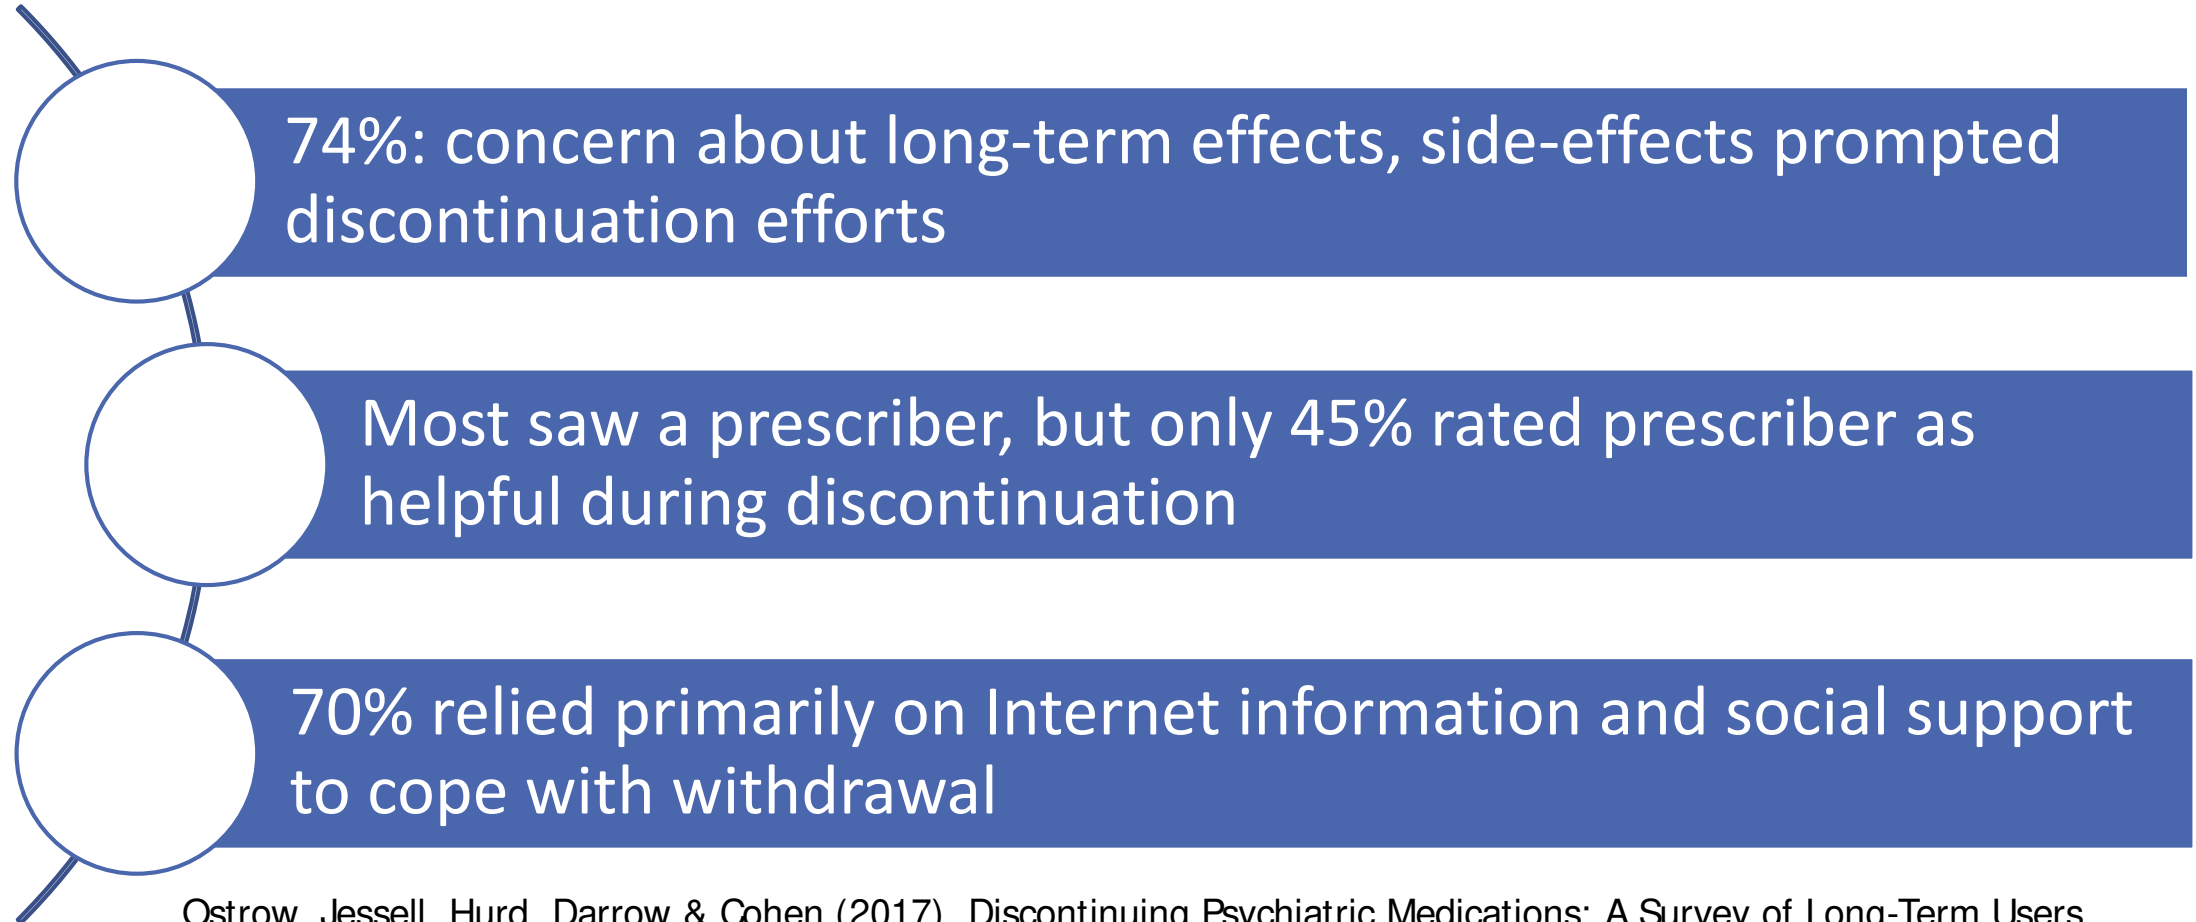 74%: concern about long-term effects, side-effects prompted
discontinuation efforts
Most saw a prescriber, but only 45% rated prescriber as
helpful during discontinuation
70% relied primarily on Internet information and social support
to cope with withdrawal
Ostrow, Jessell, Hurd, Darrow & Cohen (2017). Discontinuing Psychiatric Medications: A Survey of Long-Term Users.